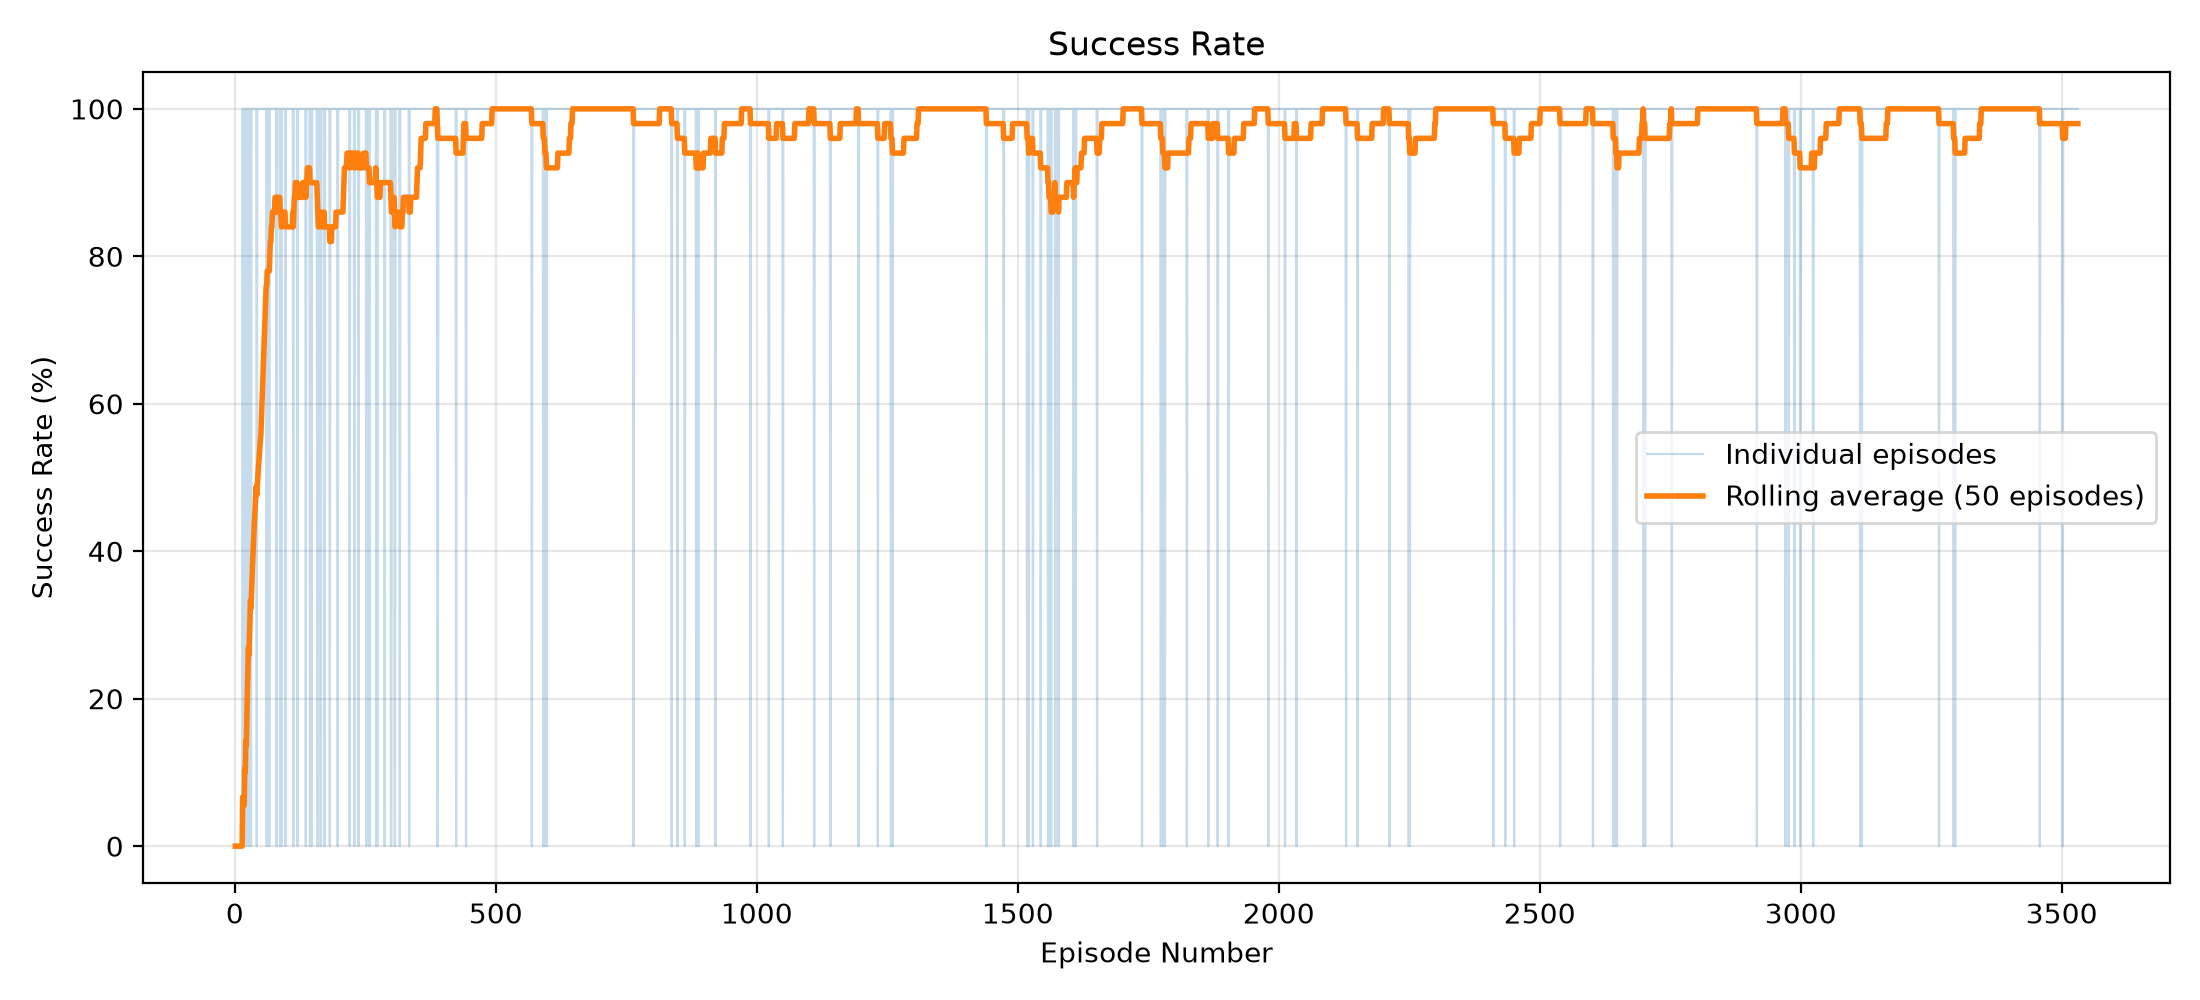 Success Rate
100
80
60
40
20
0
Success Rate (%)
Individual episodes
Rolling average (50 episodes)
0 500 1000 1500 2000 2500 3000 3500
Episode Number